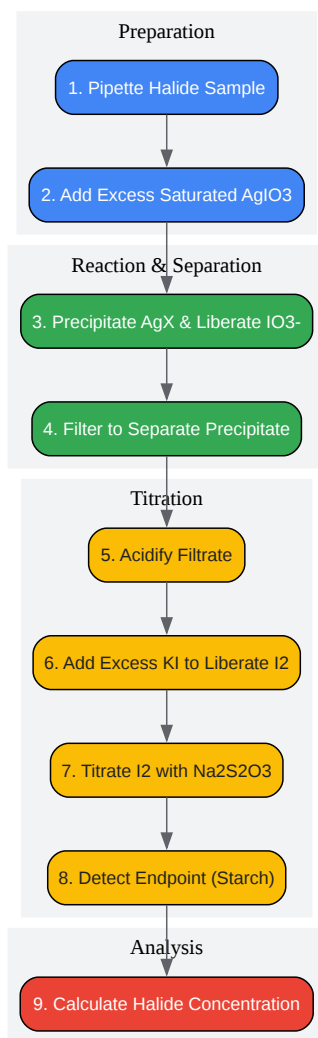 Preparation
1. Pipette Halide Sample
2. Add Excess Saturated AgIO3
Reaction & Separation
3. Precipitate AgX & Liberate IO3-
4. Filter to Separate Precipitate
Titration
5. Acidify Filtrate
6. Add Excess KI to Liberate I2
7. Titrate I2 with Na2S2O3
8. Detect Endpoint (Starch)
Analysis
9. Calculate Halide Concentration